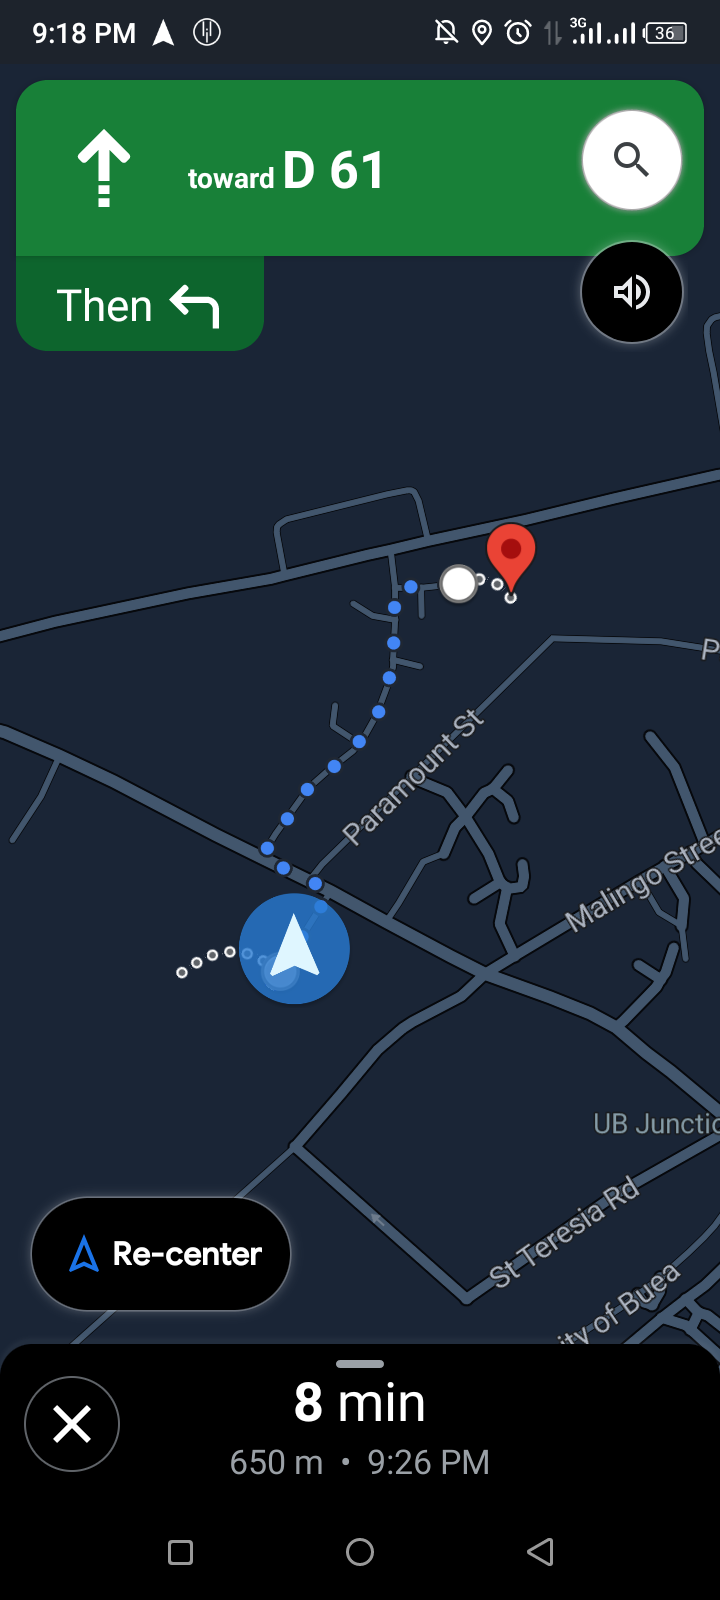 9:18 PM
3G
36
toward D 61
Then
Paramount St
Malingo Stree
UB Junctio
St Teresia Rd
ity of Buea
Re-center
8 min
650 m • 9:26 PM